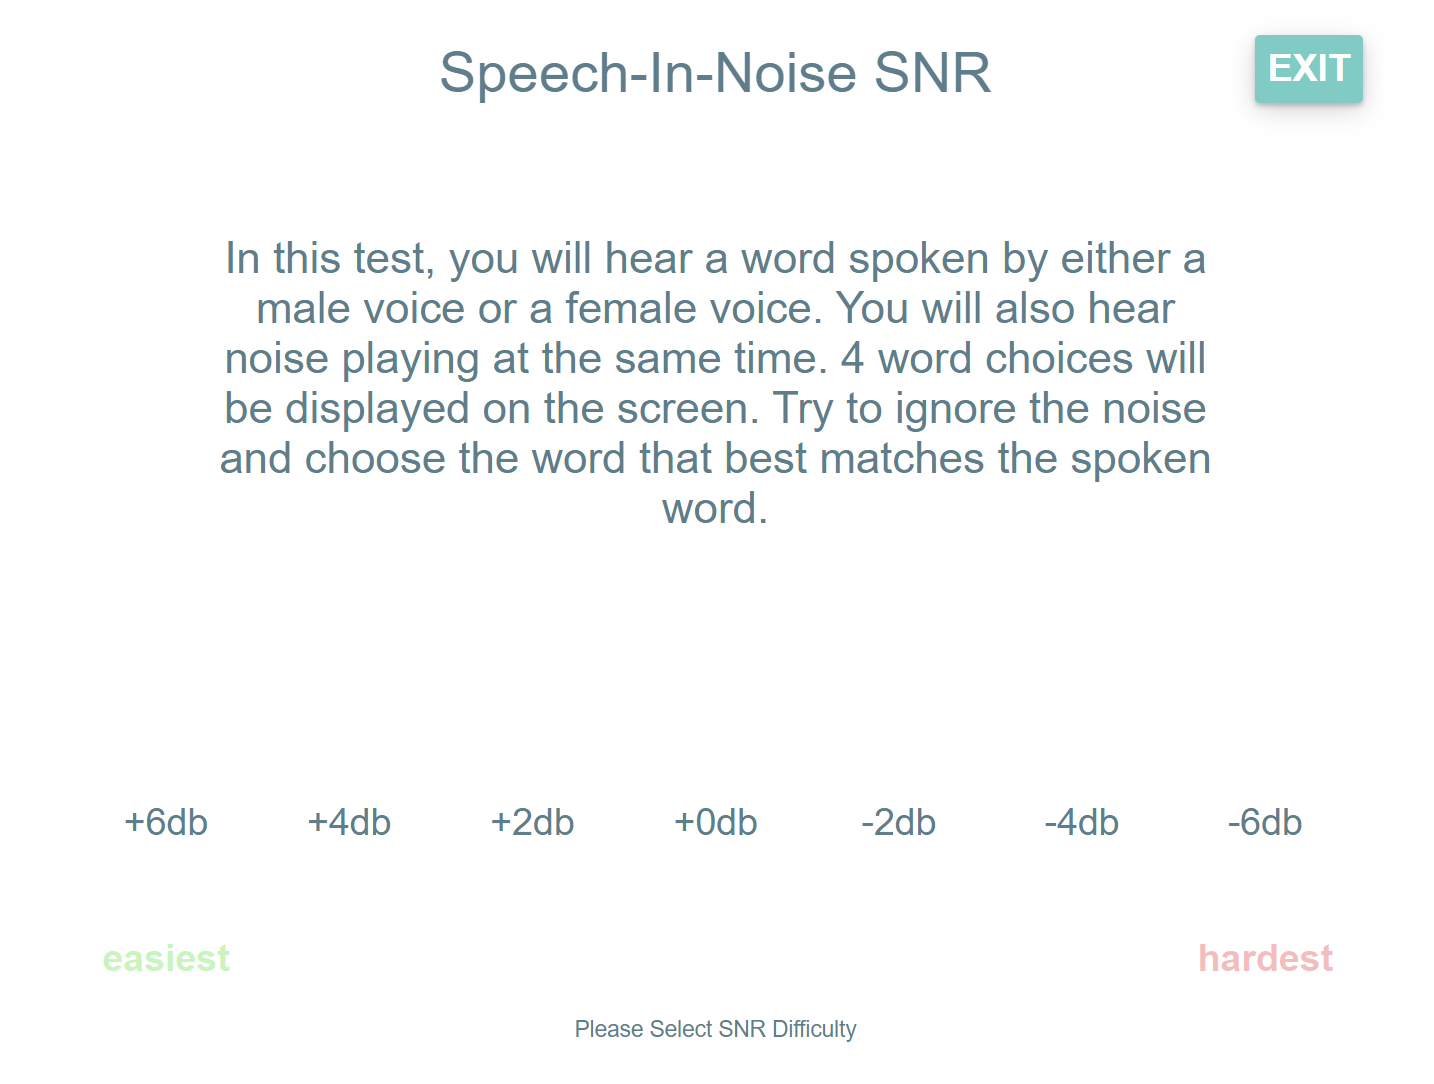 Speech-In-Noise SNR
EXIT
In this test, you will hear a word spoken by either a
male voice or a female voice. You will also hear
noise playing at the same time. 4 word choices will
be displayed on the screen. Try to ignore the noise
and choose the word that best matches the spoken
word.
+6db +4db +2db +0db -2db -4db -6db
easiest hardest
Please Select SNR Difficulty